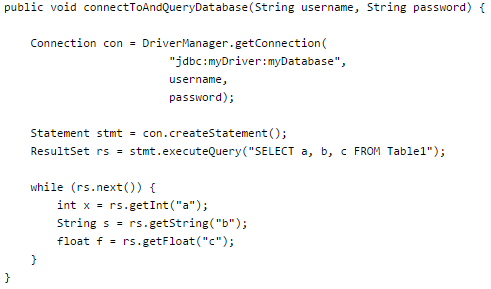 public void connectToAndQueryDatabase(String username, String password) {
Connection con = DriverManager.getConnection(
"jdbc:myDriver:myDatabase",
username,
password);
Statement stmt = con.createStatement();
ResultSet rs = stmt.executeQuery("SELECT a, b, c FROM Table1");
while (rs.next()) {
int x = rs.getInt("a");
String s = rs.getString("b");
float f = rs.getFloat("c");
}
}